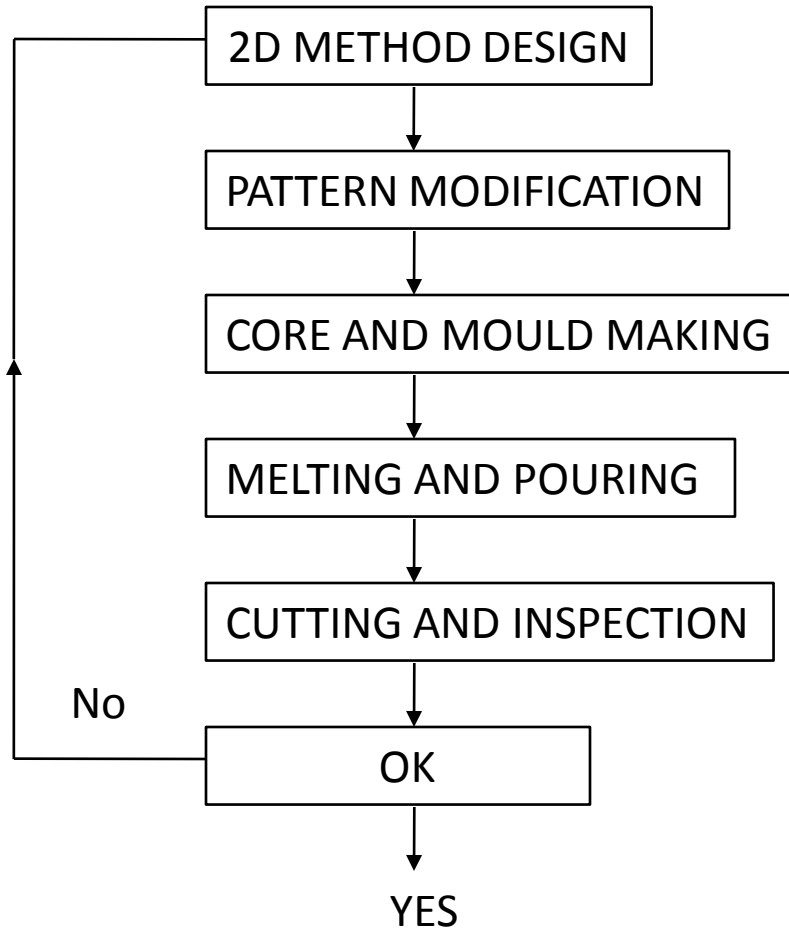 2D METHOD DESIGN
PATTERN MODIFICATION
CORE AND MOULD MAKING
MELTING AND POURING
CUTTING AND INSPECTION
No
OK
YES